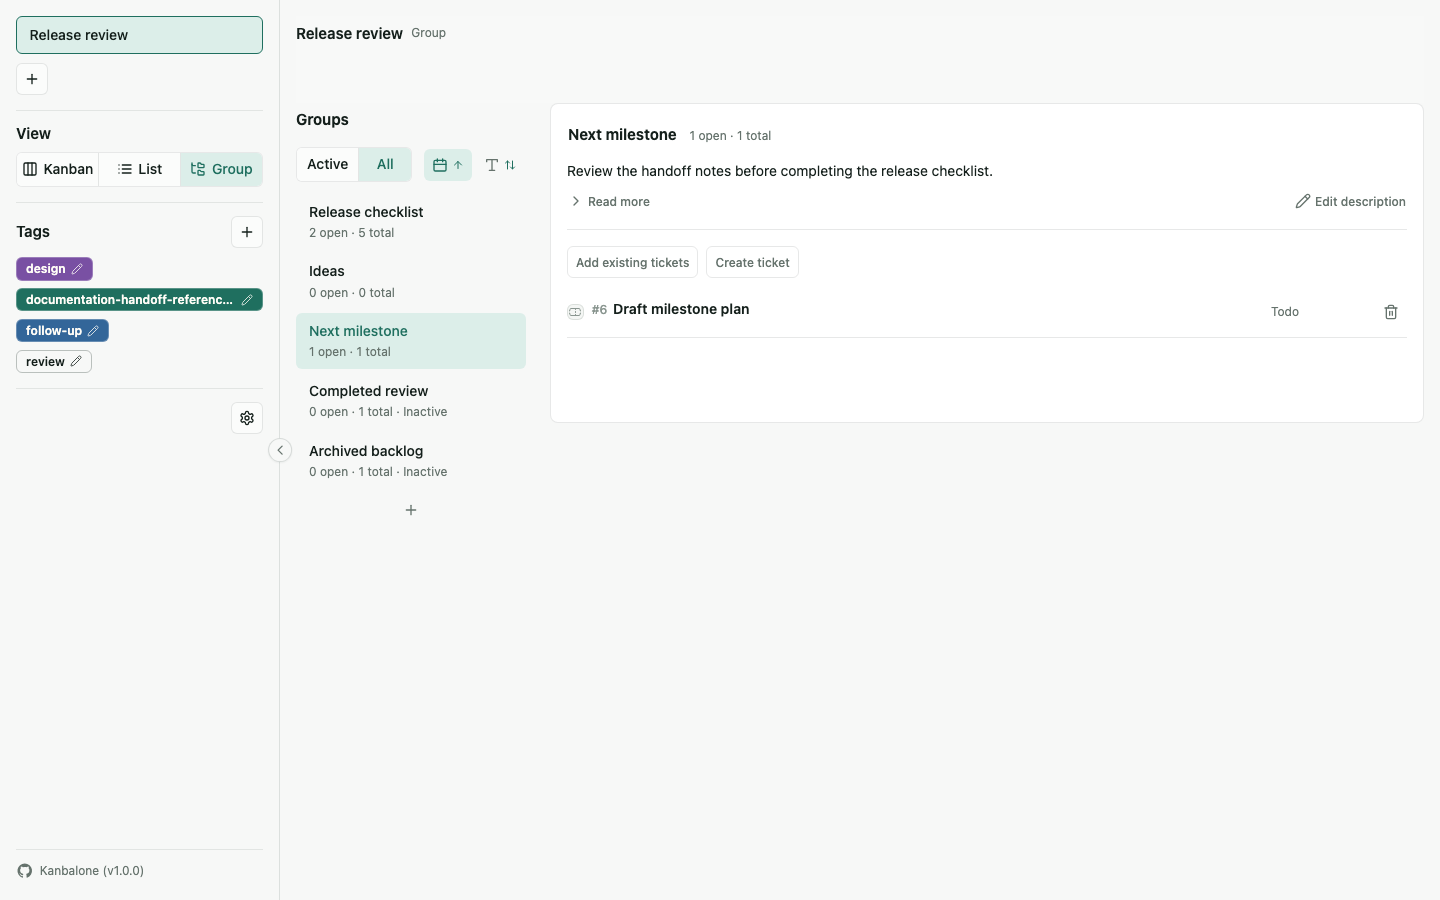 Release review
View
Kanban
List
Group
Tags
design
documentation-handoff-referenc...
follow-up
review
Kanbalone (v1.0.0)
Release review Group
Groups
Active
All
Release checklist
2 open · 5 total
Ideas
0 open · 0 total
Next milestone
1 open · 1 total
Completed review
0 open · 1 total · Inactive
Archived backlog
0 open · 1 total · Inactive
Next milestone 1 open · 1 total
Review the handoff notes before completing the release checklist.
Read more
Edit description
Add existing tickets
Create ticket
#6 Draft milestone plan
Todo